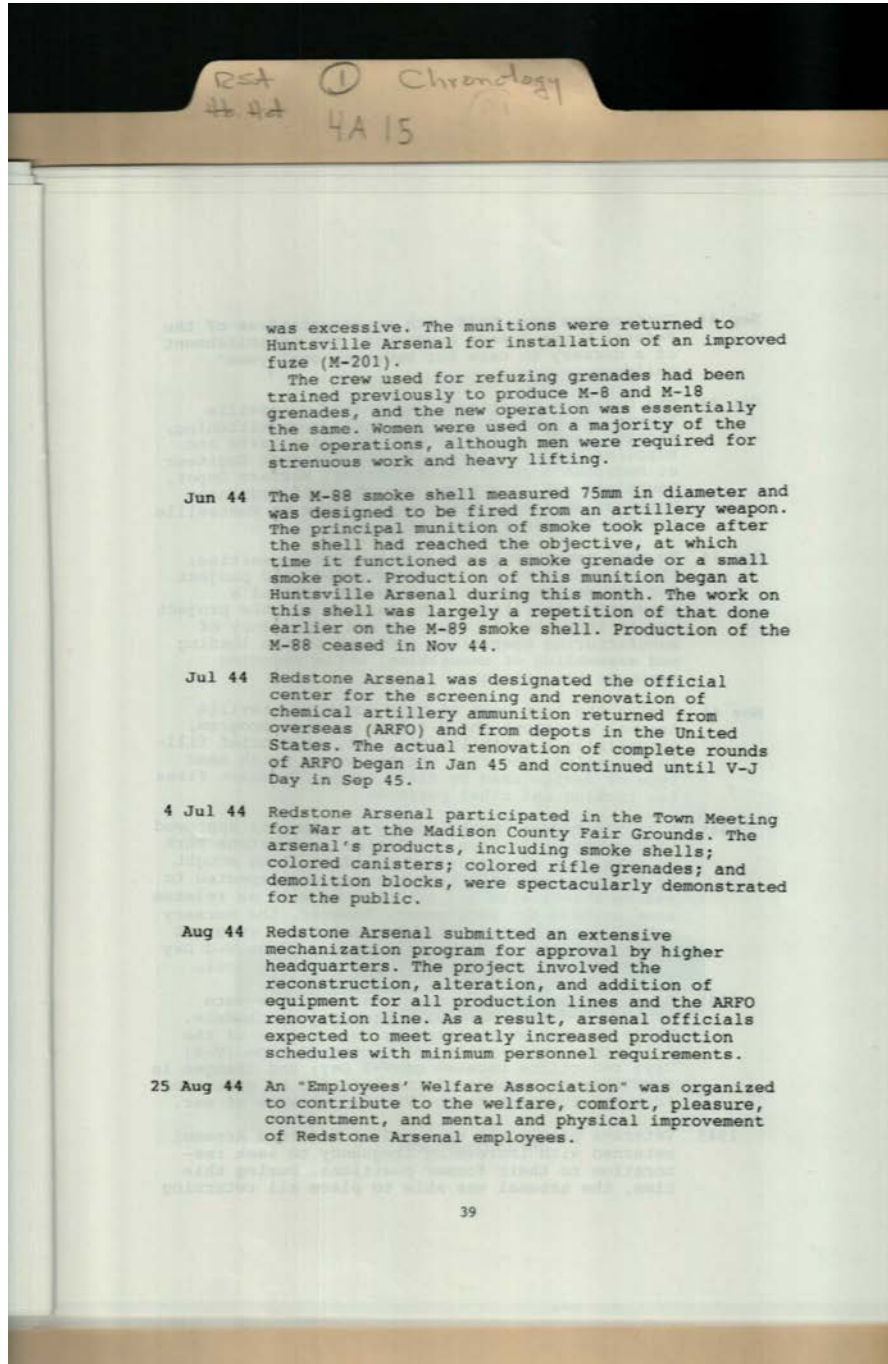 RSA ① Chronology
4A 15
was excessive. The munitions were returned to
Huntsville Arsenal for installation of an improved
fuze (M-201).
The crew used for refuzing grenades had been
trained previously to produce M-8 and M-18
grenades, and the new operation was essentially
the same. Women were used on a majority of the
line operations, although men were required for
strenuous work and heavy lifting.
Jun 44 The M-88 smoke shell measured 75mm in diameter and
was designed to be fired from an artillery weapon.
The principal munition of smoke took place after
the shell had reached the objective, at which
time it functioned as a smoke grenade or a small
smoke pot. Production of this munition began at
Huntsville Arsenal during this month. The work on
this shell was largely a repetition of that done
earlier on the M-89 smoke shell. Production of the
M-88 ceased in Nov 44.
Jul 44 Redstone Arsenal was designated the official
center for the screening and renovation of
chemical artillery ammunition returned from
overseas (ARFO) and from depots in the United
States. The actual renovation of complete rounds
of ARFO began in Jan 45 and continued until V-J
Day in Sep 45.
4 Jul 44 Redstone Arsenal participated in the Town Meeting
for War at the Madison County Fair Grounds. The
arsenal's products, including smoke shells;
colored canisters; colored rifle grenades; and
demolition blocks, were spectacularly demonstrated
for the public.
Aug 44 Redstone Arsenal submitted an extensive
mechanization program for approval by higher
headquarters. The project involved the
reconstruction, alteration, and addition of
equipment for all production lines and the ARFO
renovation line. As a result, arsenal officials
expected to meet greatly increased production
schedules with minimum personnel requirements.
25 Aug 44 An "Employees' Welfare Association" was organized
to contribute to the welfare, comfort, pleasure,
contentment, and mental and physical improvement
of Redstone Arsenal employees.
39